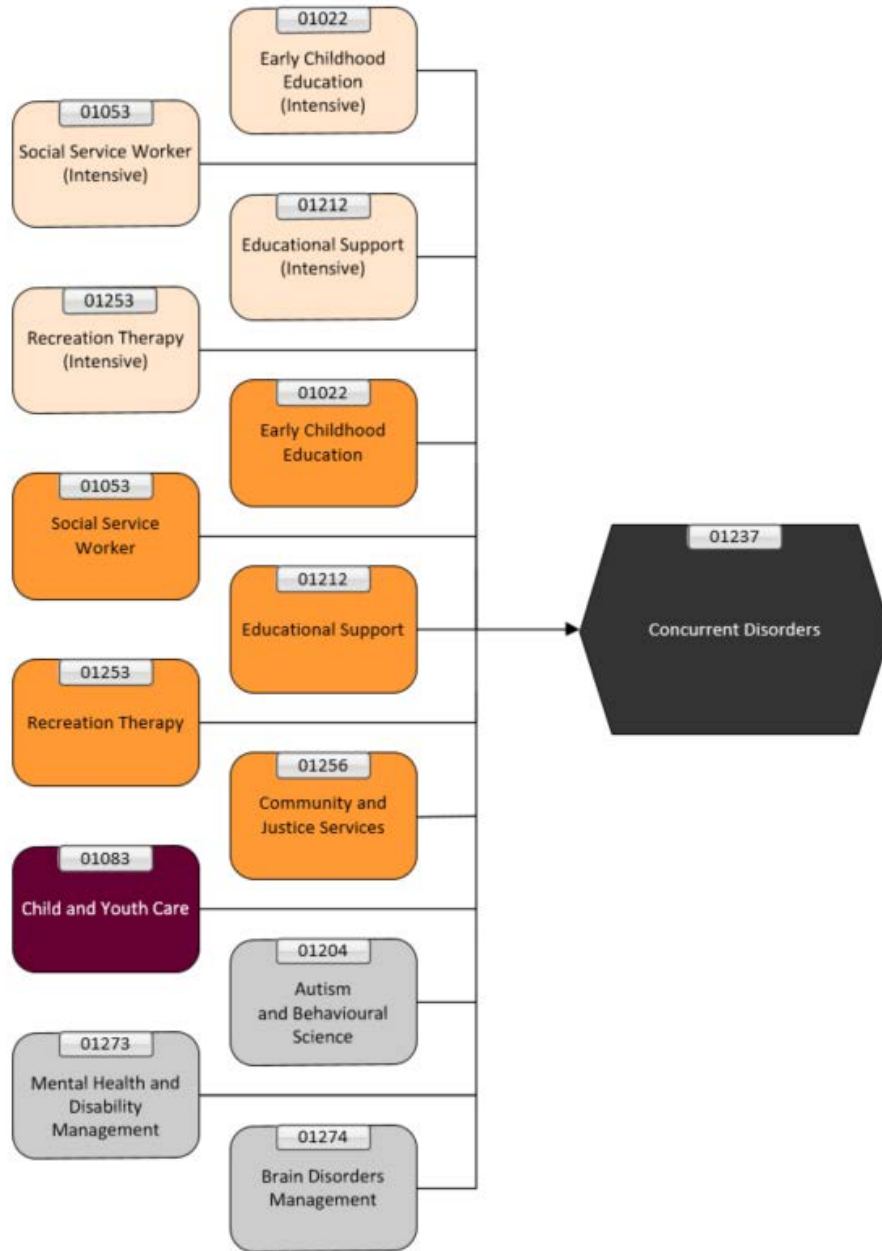 01022
Early Childhood
Education
(Intensive)
01053
Social Service Worker
(Intensive)
01212
Educational Support
(Intensive)
01253
Recreation Therapy
(Intensive)
01022
Early Childhood
Education
01053
Social Service
Worker
01237
Concurrent Disorders
01212
Educational Support
01253
Recreation Therapy
01256
Community and
Justice Services
01083
Child and Youth Care
01204
Autism
and Behavioural
Science
01273
Mental Health and
Disability
Management
01274
Brain Disorders
Management